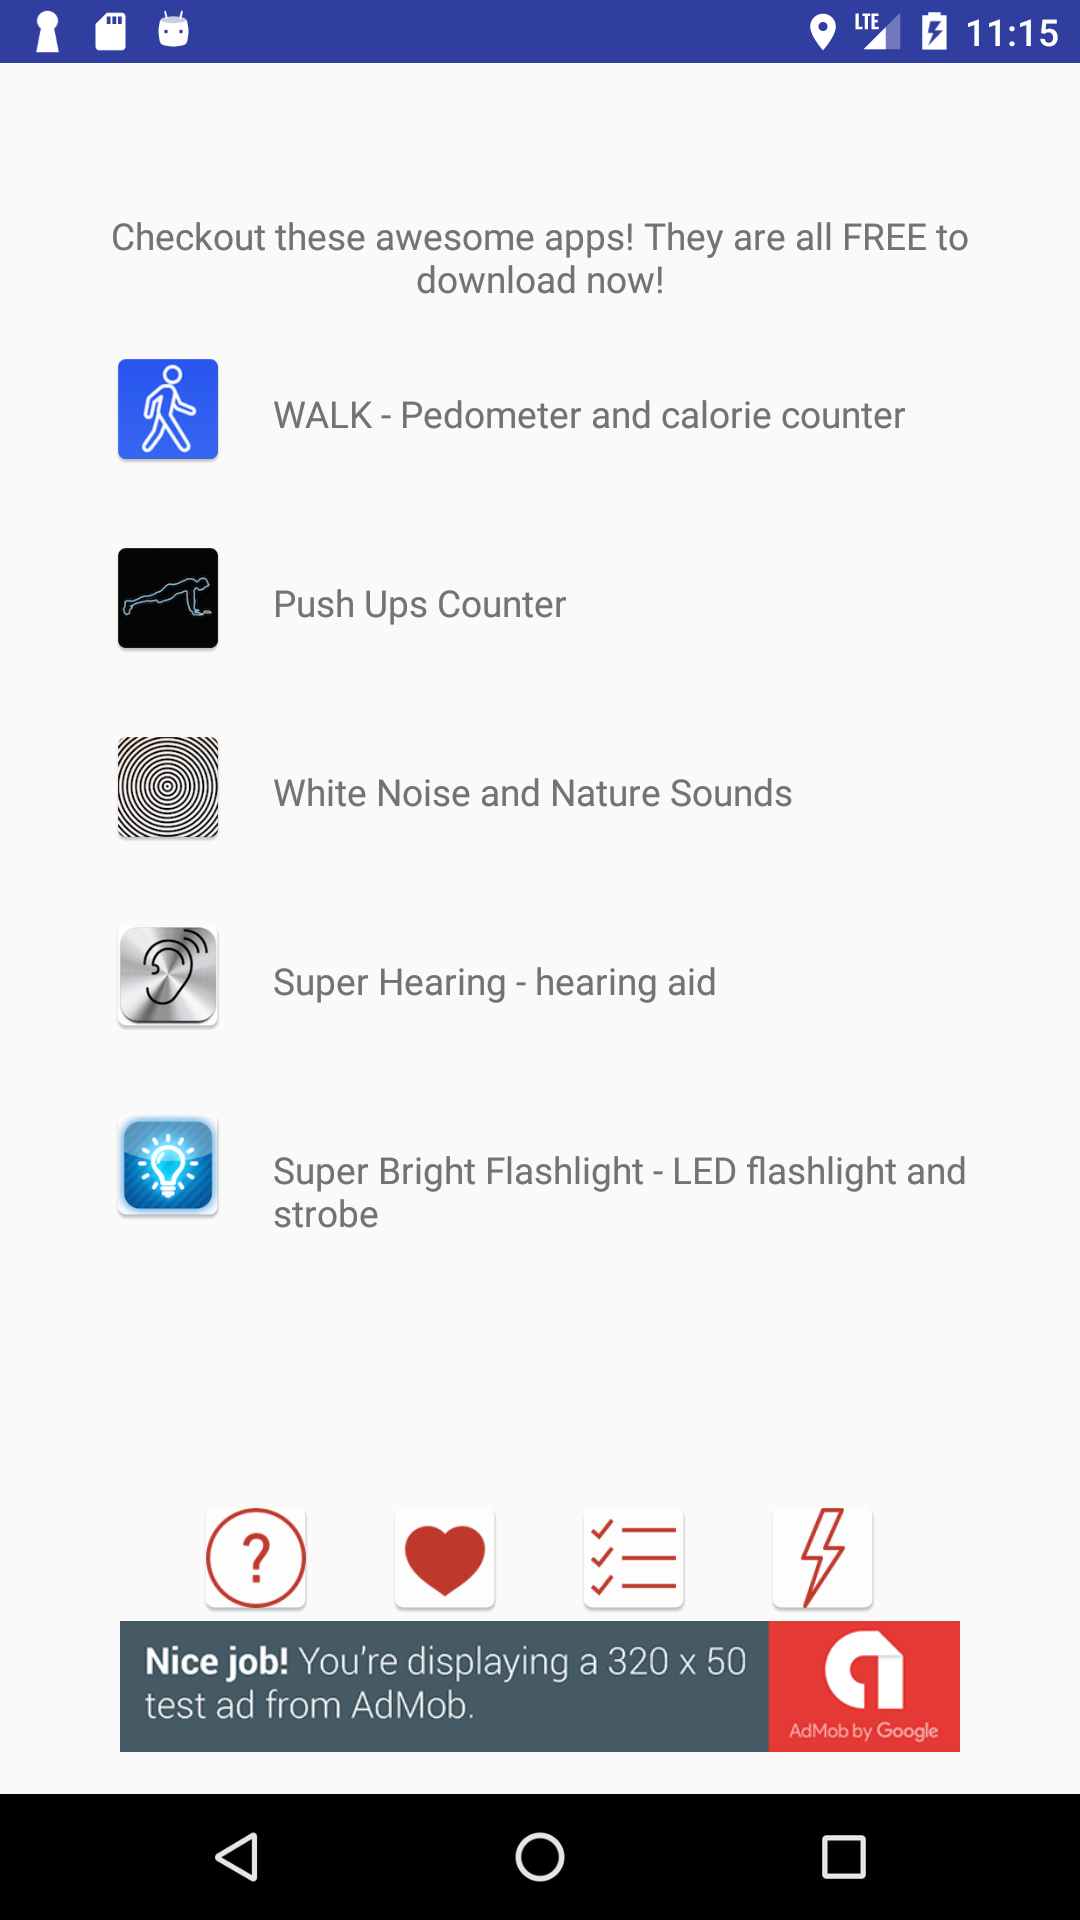 LTE 11:15
Checkout these awesome apps! They are all FREE to
download now!
WALK - Pedometer and calorie counter
Push Ups Counter
White Noise and Nature Sounds
Super Hearing - hearing aid
Super Bright Flashlight - LED flashlight and
strobe
?
Nice job! You're displaying a 320 x 50
test ad from AdMob.
AdMob by Google